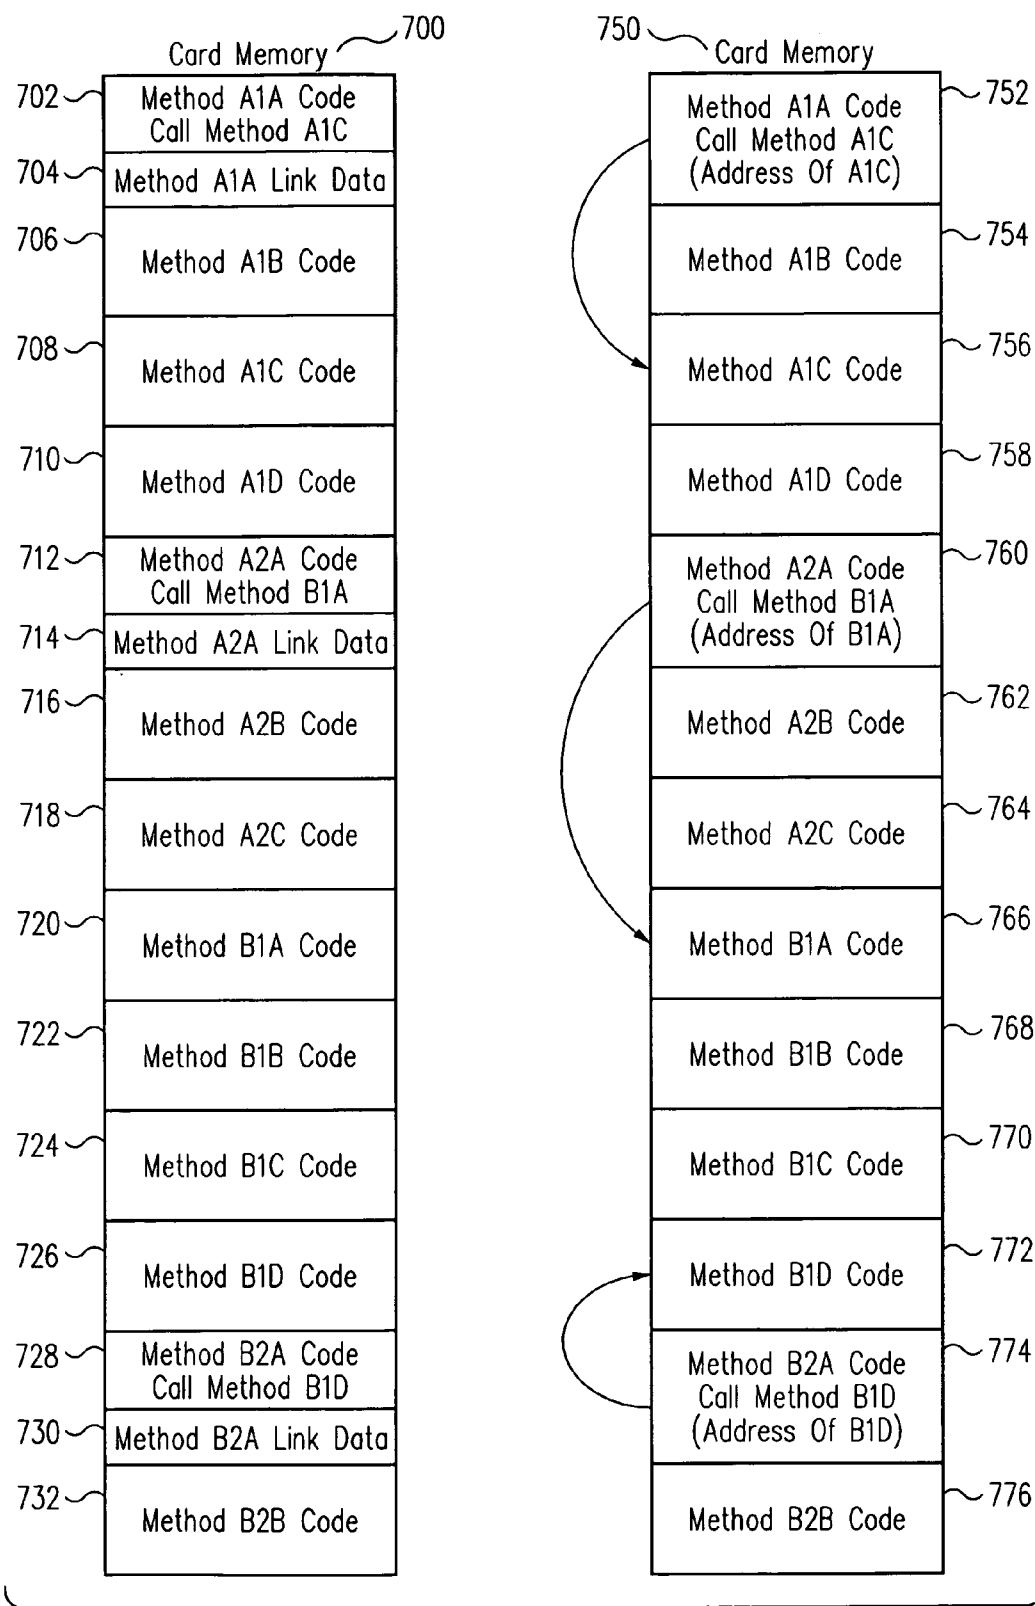 700
Card Memory
702
Method A1A Code
Call Method A1C
704
Method A1A Link Data
706
Method A1B Code
708
Method A1C Code
710
Method A1D Code
712
Method A2A Code
Call Method B1A
714
Method A2A Link Data
716
Method A2B Code
718
Method A2C Code
720
Method B1A Code
722
Method B1B Code
724
Method B1C Code
726
Method B1D Code
728
Method B2A Code
Call Method B1D
730
Method B2A Link Data
732
Method B2B Code
750
Card Memory
752
Method A1A Code
Call Method A1C
(Address Of A1C)
754
Method A1B Code
756
Method A1C Code
758
Method A1D Code
760
Method A2A Code
Call Method B1A
(Address Of B1A)
762
Method A2B Code
764
Method A2C Code
766
Method B1A Code
768
Method B1B Code
770
Method B1C Code
772
Method B1D Code
774
Method B2A Code
Call Method B1D
(Address Of B1D)
776
Method B2B Code